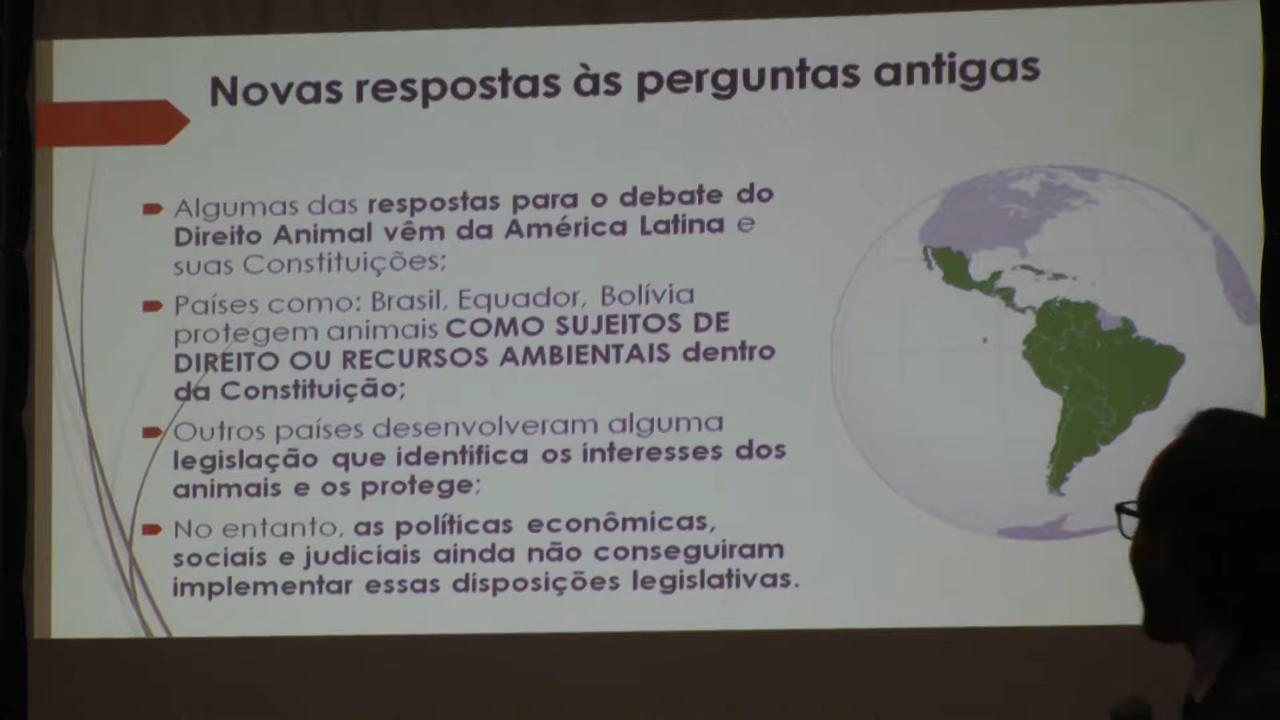 Novas respostas às perguntas antigas
Algumas das respostas para o debate do
Direito Animal vêm da América Latina e
suas Constituições;
Países como: Brasil, Equador, Bolívia
protegem animais COMO SUJEITOS DE
DIREITO OU RECURSOS AMBIENTAIS dentro
da Constituição;
Outros países desenvolveram alguma
legislação que identifica os interesses dos
animais e os protege;
No entanto, as políticas econômicas,
sociais e judiciais ainda não conseguiram
implementar essas disposições legislativas.